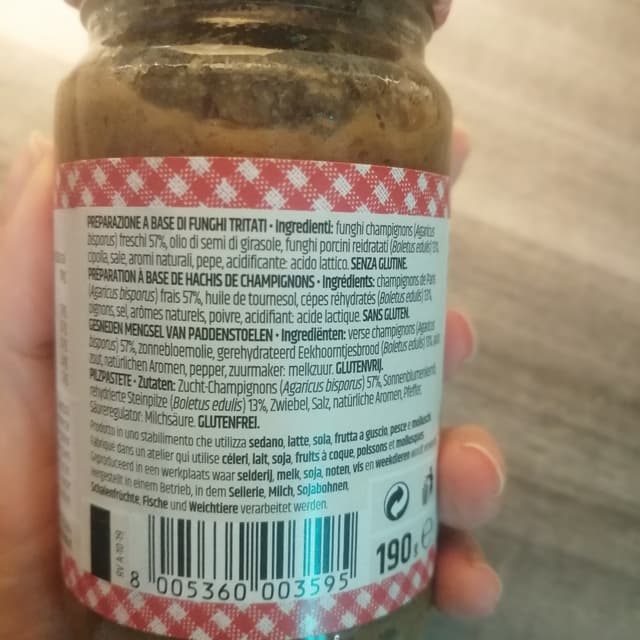 PREPARAZIONE A BASE DI FUNGHI TRITATI • Ingredienti: funghi champignons (Agaricus
bisporus) freschi 57%, olio di semi di girasole, funghi porcini reidratati (Boletus edulis) 13%,
cipolla, sale, aromi naturali, pepe, acidificante: acido lattico. SENZA GLUTINE.
PREPARATION À BASE DE HACHIS DE CHAMPIGNONS • Ingrédients: champignons de Paris
(Agaricus bisporus) frais 57%, huile de tournesol, cèpes réhydratés (Boletus edulis) 13%,
oignons, sel, arômes naturels, poivre, acidifiant: acide lactique. SANS GLUTEN.
GESNEDEN MENGSEL VAN PADDENSTOELEN • Ingrediënten: verse champignons (Agaricus
bisporus) 57%, zonnebloemolie, gerehydrateerd Eekhoorntjesbrood (Boletus edulis) 13%,
zout, natürlichen Aromen, pepper, zuurmaker: melkzuur. GLUTENVRIJ.
PILZPASTETE • Zutaten: Zucht-Champignons (Agaricus bisporus) 57%, Sonnenblumenkernöl,
rehydrierte Steinpilze (Boletus edulis) 13%, Zwiebel, Salz, natürliche Aromen, Pfeffer,
Säureregulator: Milchsäure. GLUTENFREI.
Prodotto in uno stabilimento che utilizza sedano, latte, soia, frutta a guscio, pesce e molluschi.
Fabriqué dans un atelier qui utilise céleri, lait, soja, fruits à coque, poissons et mollusques
Geproduceerd in een werkplaats waar selderij, melk, soja, noten, vis en weekdieren
Hergestellt in einem Betrieb, in dem Sellerie, Milch, Sojabohnen,
Schalenfrüchte, Fische und Weichtiere verarbeitet werden.
RV A 10 19
190 g e
8 005360 003595